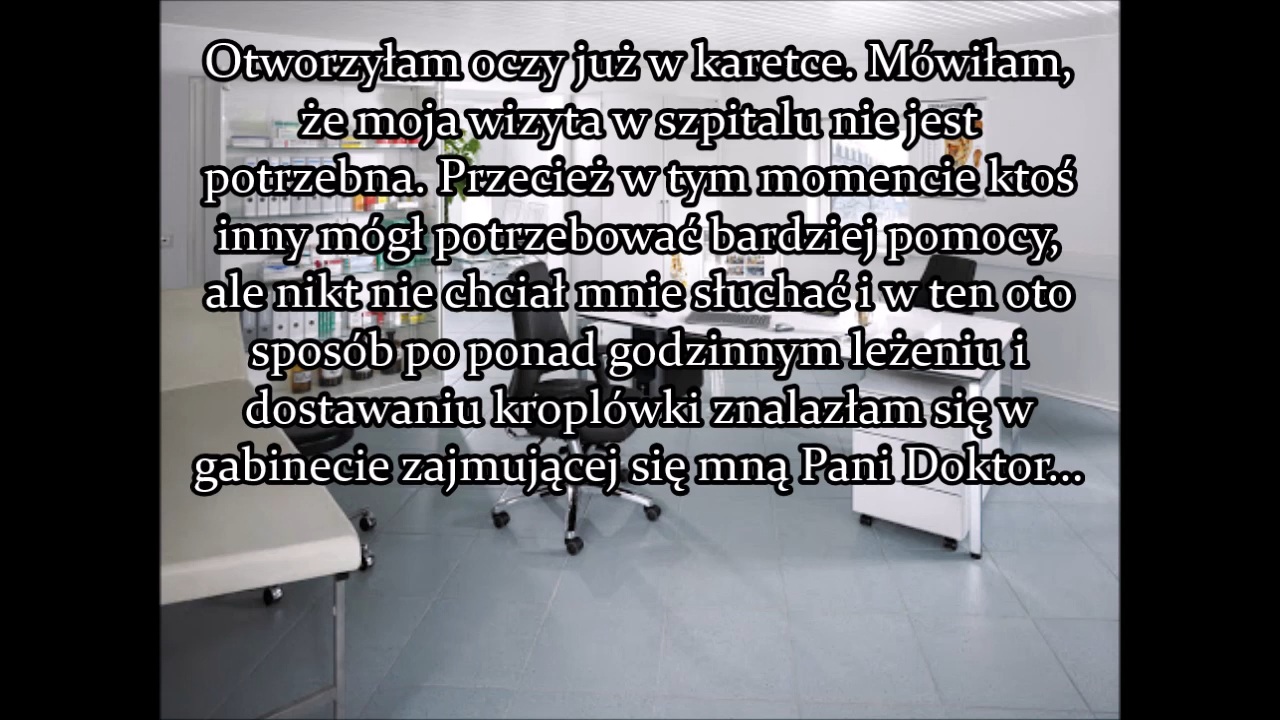 Otworzyłam oczy już w karetce. Mówiłam,
że moja wizyta w szpitalu nie jest
potrzebna. Przecież w tym momencie ktoś
inny mógł potrzebować bardziej pomocy,
ale nikt nie chciał mnie słuchać i w ten oto
sposób po ponad godzinnym leżeniu i
dostawaniu kroplówki znalazłam się w
gabinecie zajmującej się mną Pani Doktor...